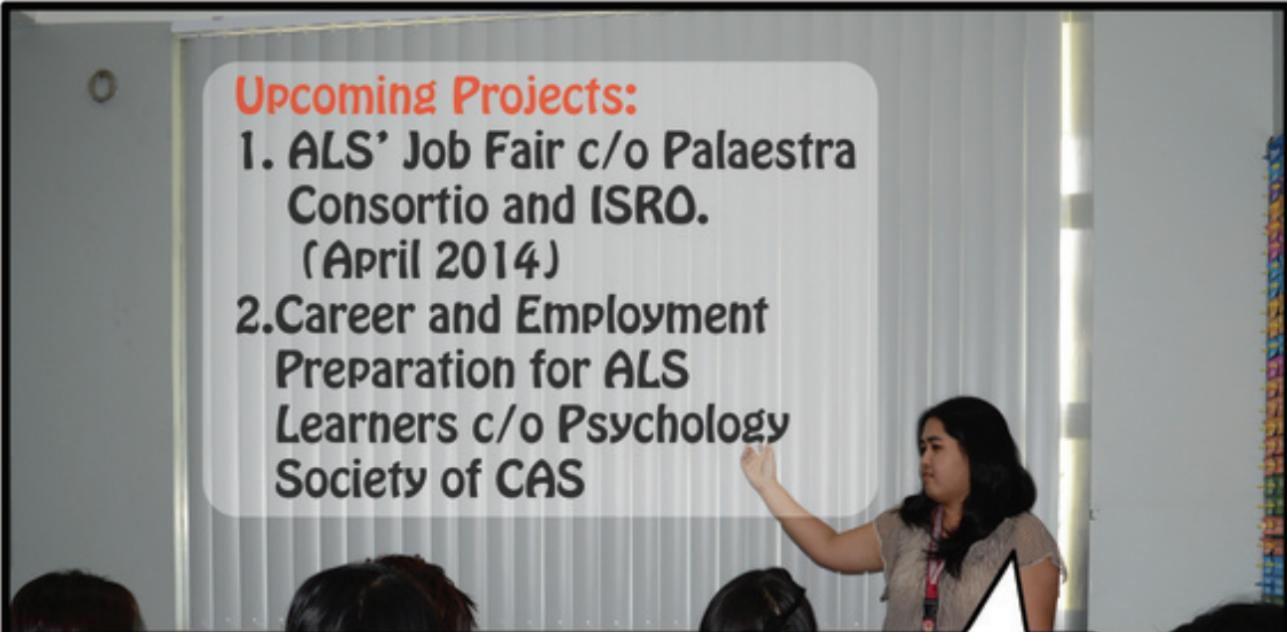 Upcoming Projects:
1. ALS' Job Fair c/o Palaestra
Consortio and ISRO.
(April 2014)
2.Career and Employment
Preparation for ALS
Learners c/o Psychology
Society of CAS